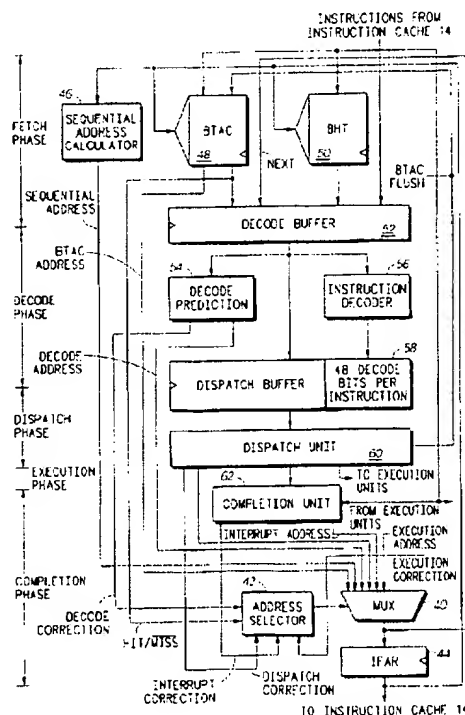 INSTRUCTIONS FROM
INSTRUCTION CACHE 14
FETCH
PHASE
46
SEQUENTIAL
ADDRESS
CALCULATOR
BTAC
48
BHT
50
NEXT
BTAC
FLUSH
SEQUENTIAL
ADDRESS
DECODE BUFFER
52
BTAC
ADDRESS
54
DECODE
PREDICTION
56
INSTRUCTION
DECODER
DECODE
PHASE
DECODE
ADDRESS
58
DISPATCH BUFFER
48 DECODE
BITS PER
INSTRUCTION
DISPATCH
PHASE
DISPATCH UNIT
60
EXECUTION
PHASE
62
TO EXECUTION
UNITS
COMPLETION UNIT
FROM EXECUTION
UNITS
INTERRUPT ADDRESS
EXECUTION
ADDRESS
EXECUTION
CORRECTION
COMPLETION
PHASE
42
ADDRESS
SELECTOR
MUX
40
DECODE
CORRECTION
HIT/MISS
IFAR
44
INTERRUPT
CORRECTION
DISPATCH
CORRECTION
TO INSTRUCTION CACHE 14